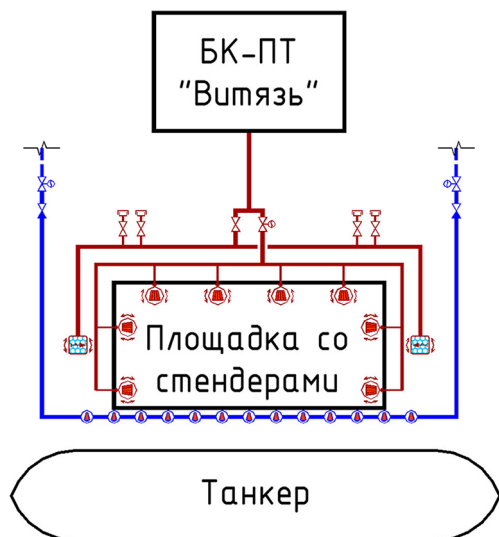 БК-ПТ
"Витязь"
Площадка со
стендерами
Танкер